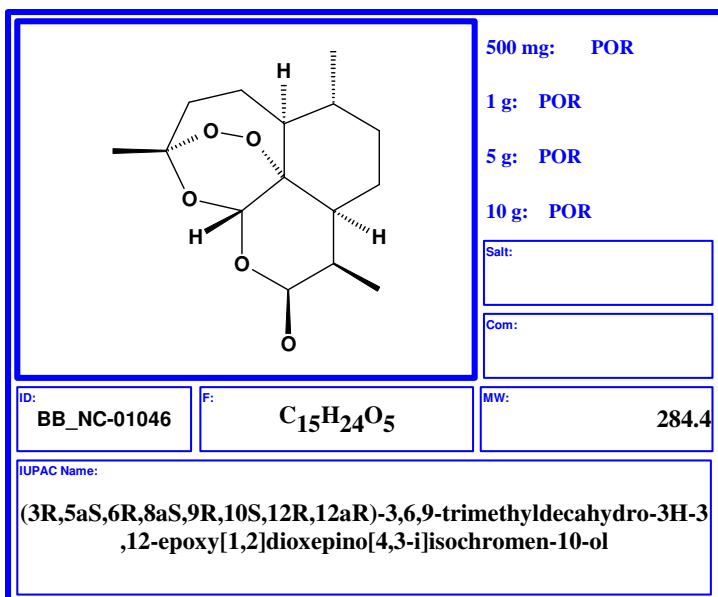 500 mg: POR
1 g: POR
5 g: POR
10 g: POR
H
O
O
O
H
H
O
O
Salt:
Com:
ID:
BB_NC-01046
F:
C15H24O5
MW:
284.4
IUPAC Name:
(3R,5aS,6R,8aS,9R,10S,12R,12aR)-3,6,9-trimethyldecahydro-3H-3
,12-epoxy[1,2]dioxepino[4,3-i]isochromen-10-ol